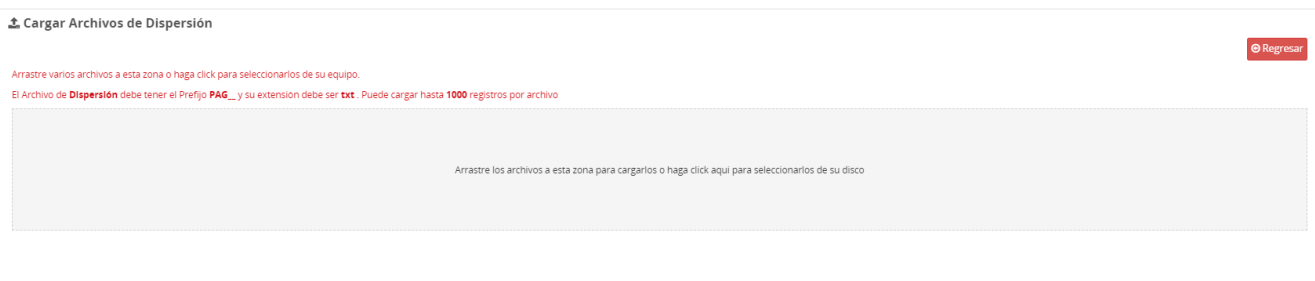 Cargar Archivos de Dispersión
Regresar
Arrastre varios archivos a esta zona o haga click para seleccionarlos de su equipo.
El Archivo de Dispersión debe tener el Prefijo PAG__ y su extensión debe ser txt . Puede cargar hasta 1000 registros por archivo
Arrastre los archivos a esta zona para cargarlos o haga click aqui para seleccionarlos de su disco